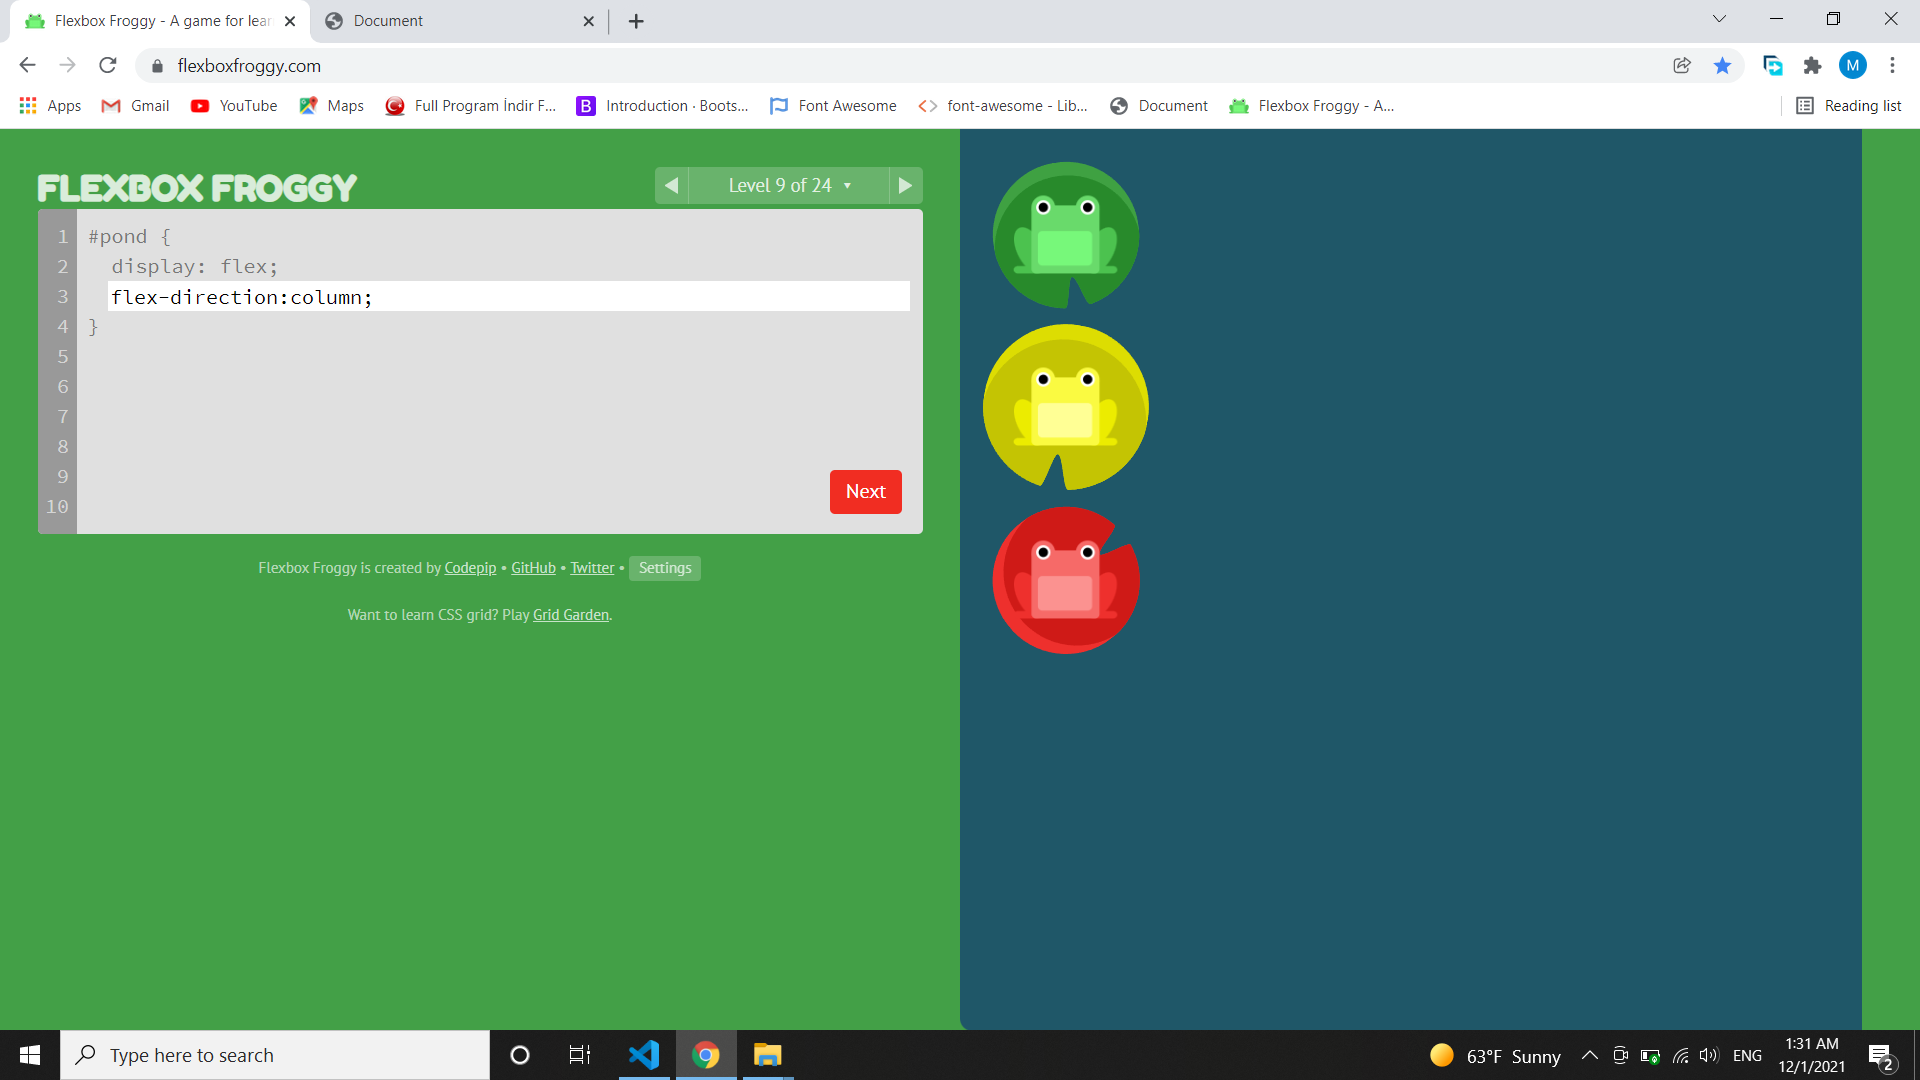 Flexbox Froggy - A game for lear
Document
flexboxfroggy.com
M
Apps
Gmail
YouTube
Maps
Full Program İndir F...
B
Introduction · Boots...
Font Awesome
font-awesome - Lib...
Document
Flexbox Froggy - A...
Reading list
FLEXBOX FROGGY
Level 9 of 24 ▼
1 #pond {
2 display: flex;
3 flex-direction:column;
4 }
5
6
7
8
9
10
Next
Flexbox Froggy is created by Codepip • GitHub • Twitter • Settings
Want to learn CSS grid? Play Grid Garden.
Type here to search
63°F Sunny
ENG
1:31 AM
12/1/2021
2